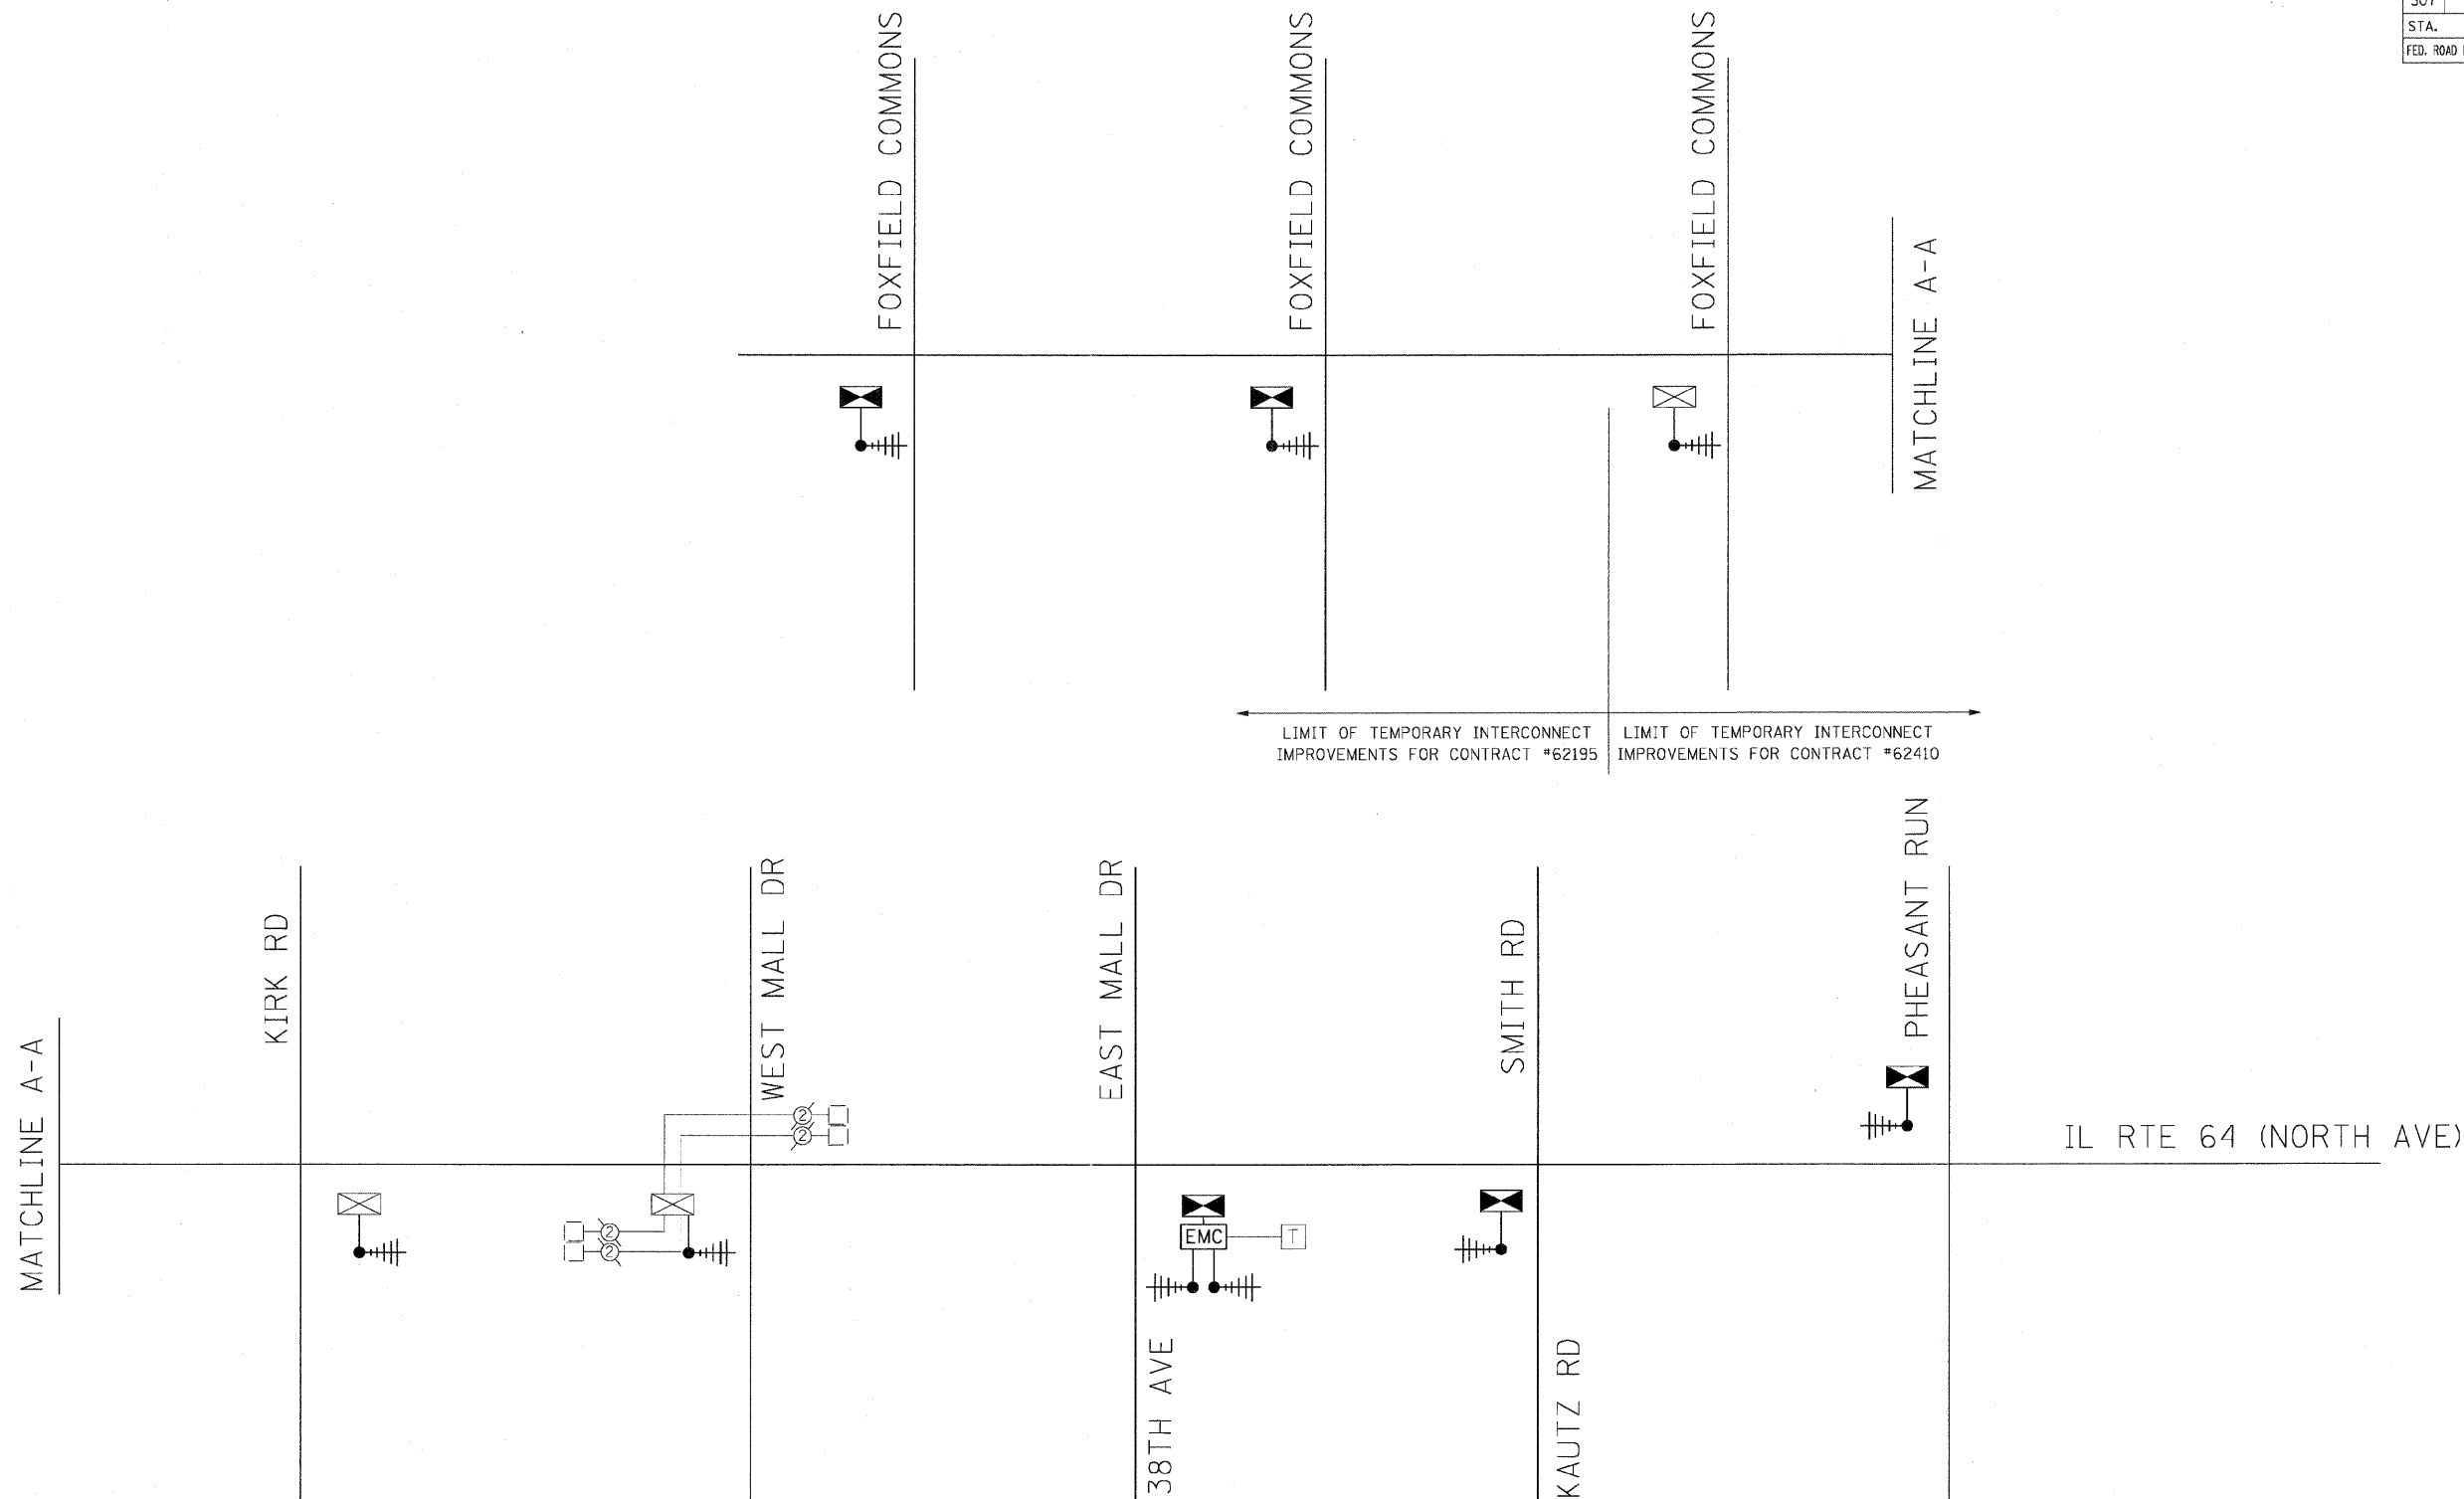 STA.
FED. ROAD
FOXFIELD COMMONS
FOXFIELD COMMONS
FOXFIELD COMMONS
MATCHLINE A-A
LIMIT OF TEMPORARY INTERCONNECT
IMPROVEMENTS FOR CONTRACT #62195
LIMIT OF TEMPORARY INTERCONNECT
IMPROVEMENTS FOR CONTRACT #62410
MATCHLINE A-A
KIRK RD
WEST MALL DR
EAST MALL DR
SMITH RD
PHEASANT RUN
IL RTE 64 (NORTH AVE)
2
2
2
2
EMC
T
38TH AVE
KAUTZ RD